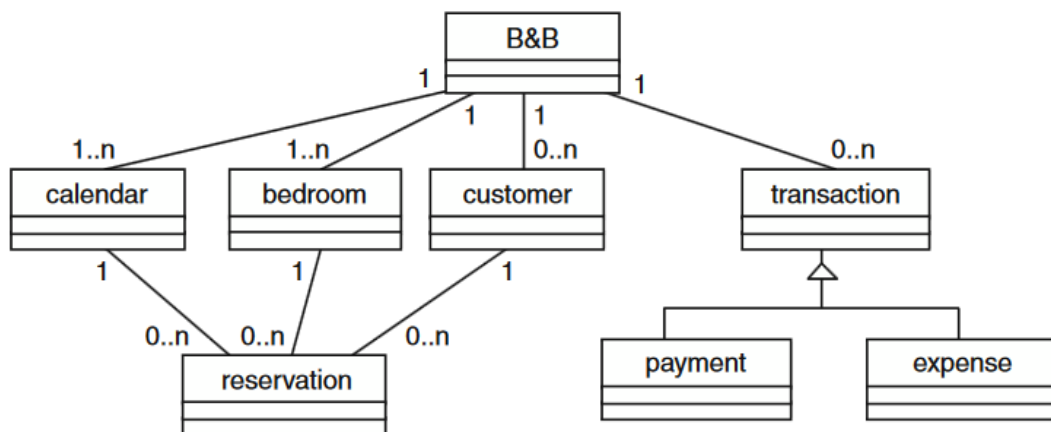 B&B
1 1 1 1
1..n 1..n 0..n 0..n
calendar bedroom customer transaction
1 1 1
0..n 0..n 0..n
reservation payment expense